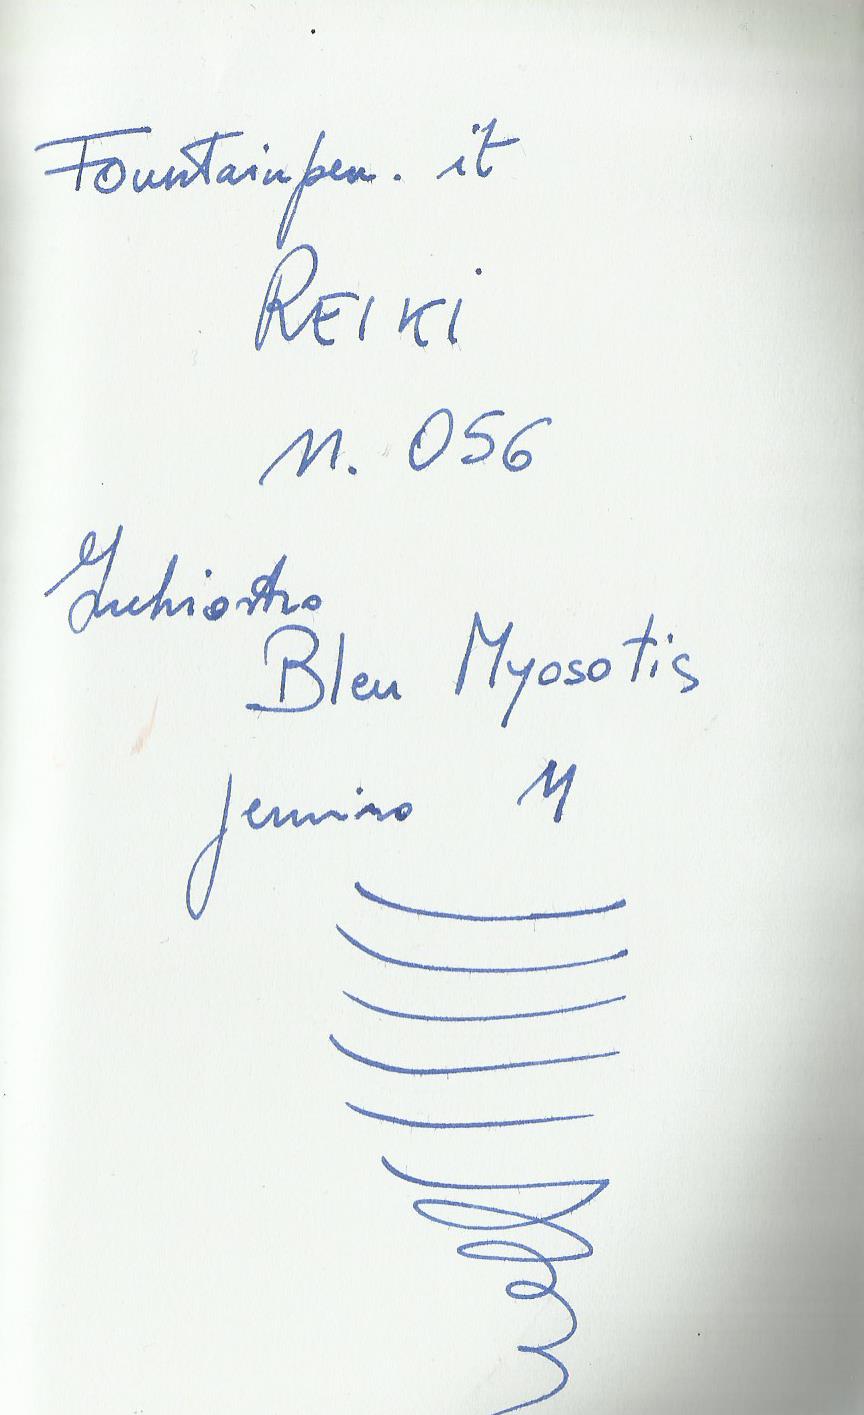 Fountainpen.it
REIKI
N. 056
Inchiostro
Bleu Myosotis
pennino M